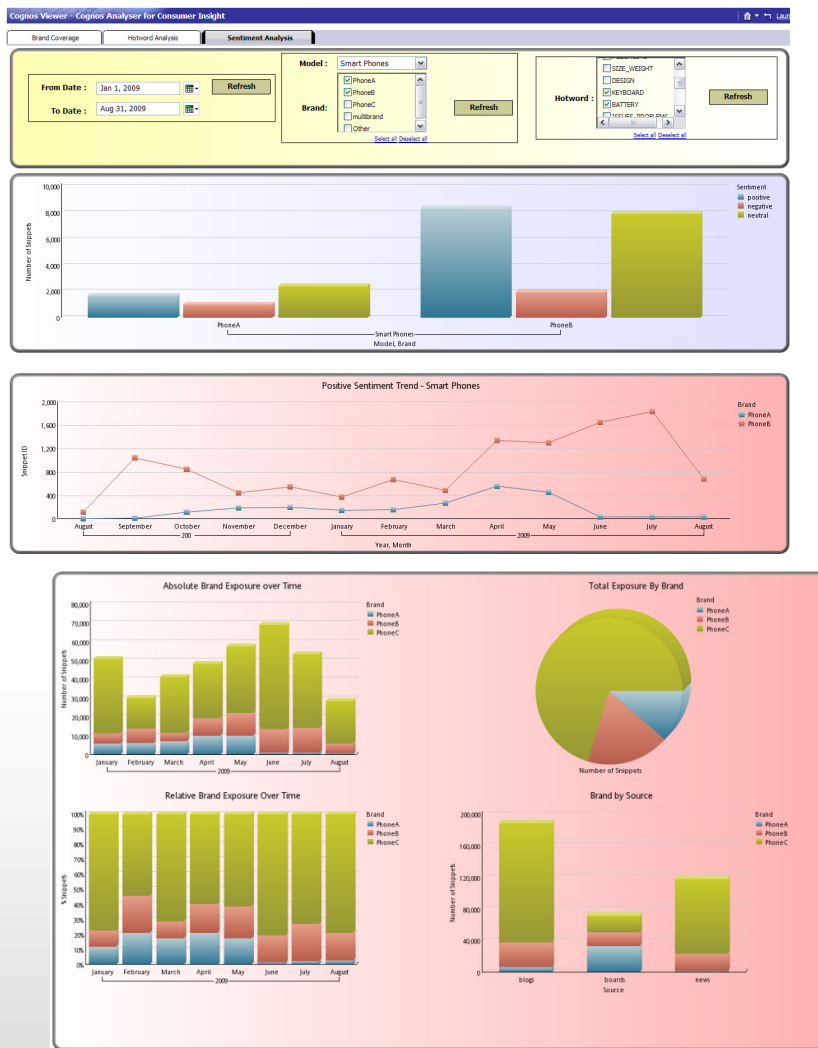 Cognos Viewer - Cognos Analyser for Consumer Insight
Brand Coverage
Hotword Analysis
Sentiment Analysis
From Date :
Jan 1, 2009
Refresh
To Date :
Aug 31, 2009
Model :
Smart Phones
Brand:
PhoneA
PhoneB
PhoneC
multibrand
Other
Refresh
Select all Deselect all
Hotword :
SIZE_WEIGHT
DESIGN
KEYBOARD
BATTERY
Refresh
Select all Deselect all
10,000
8,000
6,000
4,000
2,000
0
Number of Snippets
PhoneA
PhoneB
Smart Phones
Model, Brand
Sentiment
positive
negative
neutral
Positive Sentiment Trend - Smart Phones
2,000
1,600
1,200
800
400
0
Snippet ID
August September October November December January February March April May June July August
200 2009
Year, Month
Brand
PhoneA
PhoneB
Absolute Brand Exposure over Time
80,000
70,000
60,000
50,000
40,000
30,000
20,000
10,000
0
Number of Snippets
January February March April May June July August
2009
Brand
PhoneA
PhoneB
PhoneC
Total Exposure By Brand
Brand
PhoneA
PhoneB
PhoneC
Number of Snippets
Relative Brand Exposure Over Time
100%
90%
80%
70%
60%
50%
40%
30%
20%
10%
0%
% Snippets
January February March April May June July August
2009
Brand
PhoneA
PhoneB
PhoneC
Brand by Source
200,000
160,000
120,000
80,000
40,000
0
Number of Snippets
blogs boards news
Source
Brand
PhoneA
PhoneB
PhoneC